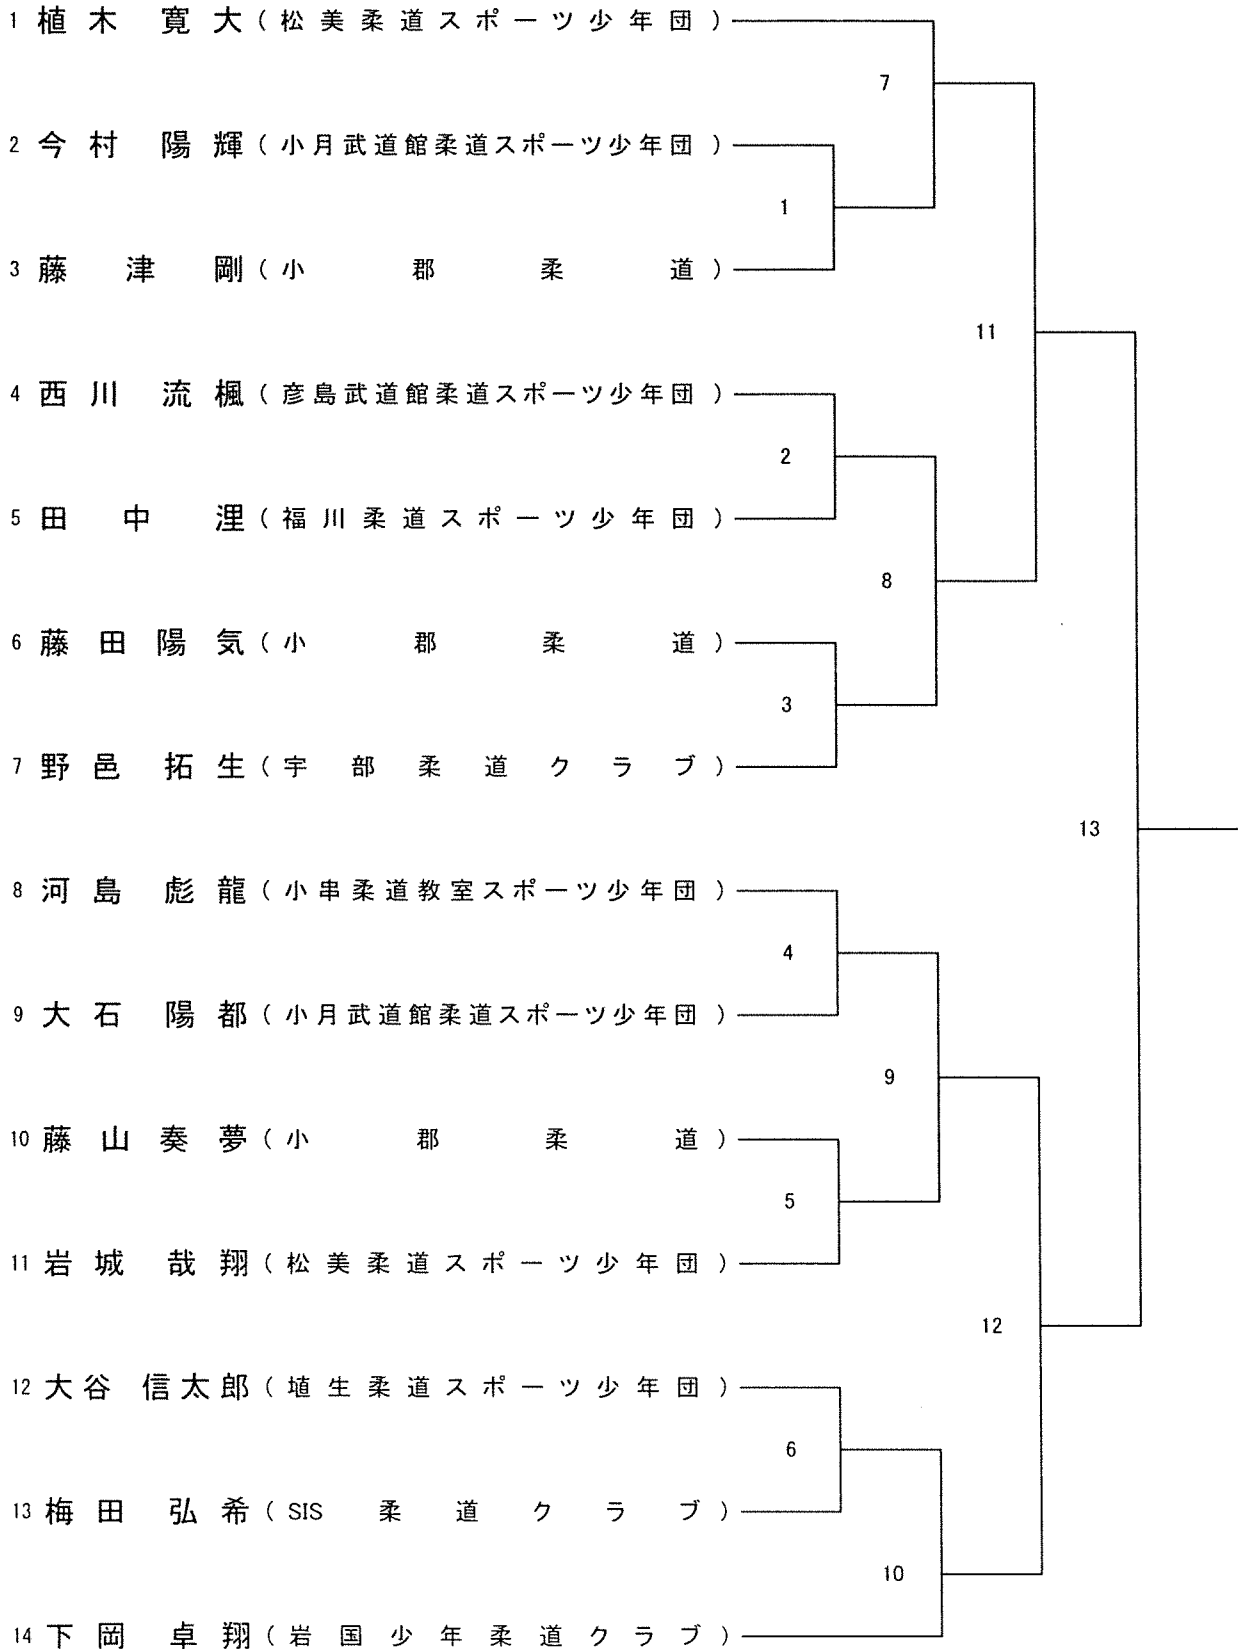 1 植木 寛大 (松美柔道スポーツ少年団)
7
2 今村 陽輝 (小月武道館柔道スポーツ少年団)
1
3 藤津剛 (小郡柔道)
11
4 西川 流楓 (彦島武道館柔道スポーツ少年団)
2
5 田中浬 (福川柔道スポーツ少年団)
8
6 藤田陽気 (小郡柔道)
3
7 野邑 拓生 (宇部柔道クラブ)
13
8 河島 彪龍 (小串柔道教室スポーツ少年団)
4
9 大石 陽都 (小月武道館柔道スポーツ少年団)
9
10 藤山奏夢 (小郡柔道)
5
11 岩城 哉翔 (松美柔道スポーツ少年団)
12
12 大谷 信太郎 (埴生柔道スポーツ少年団)
6
13 梅田 弘希 (SIS柔道クラブ)
10
14 下岡 卓翔 (岩国少年柔道クラブ)